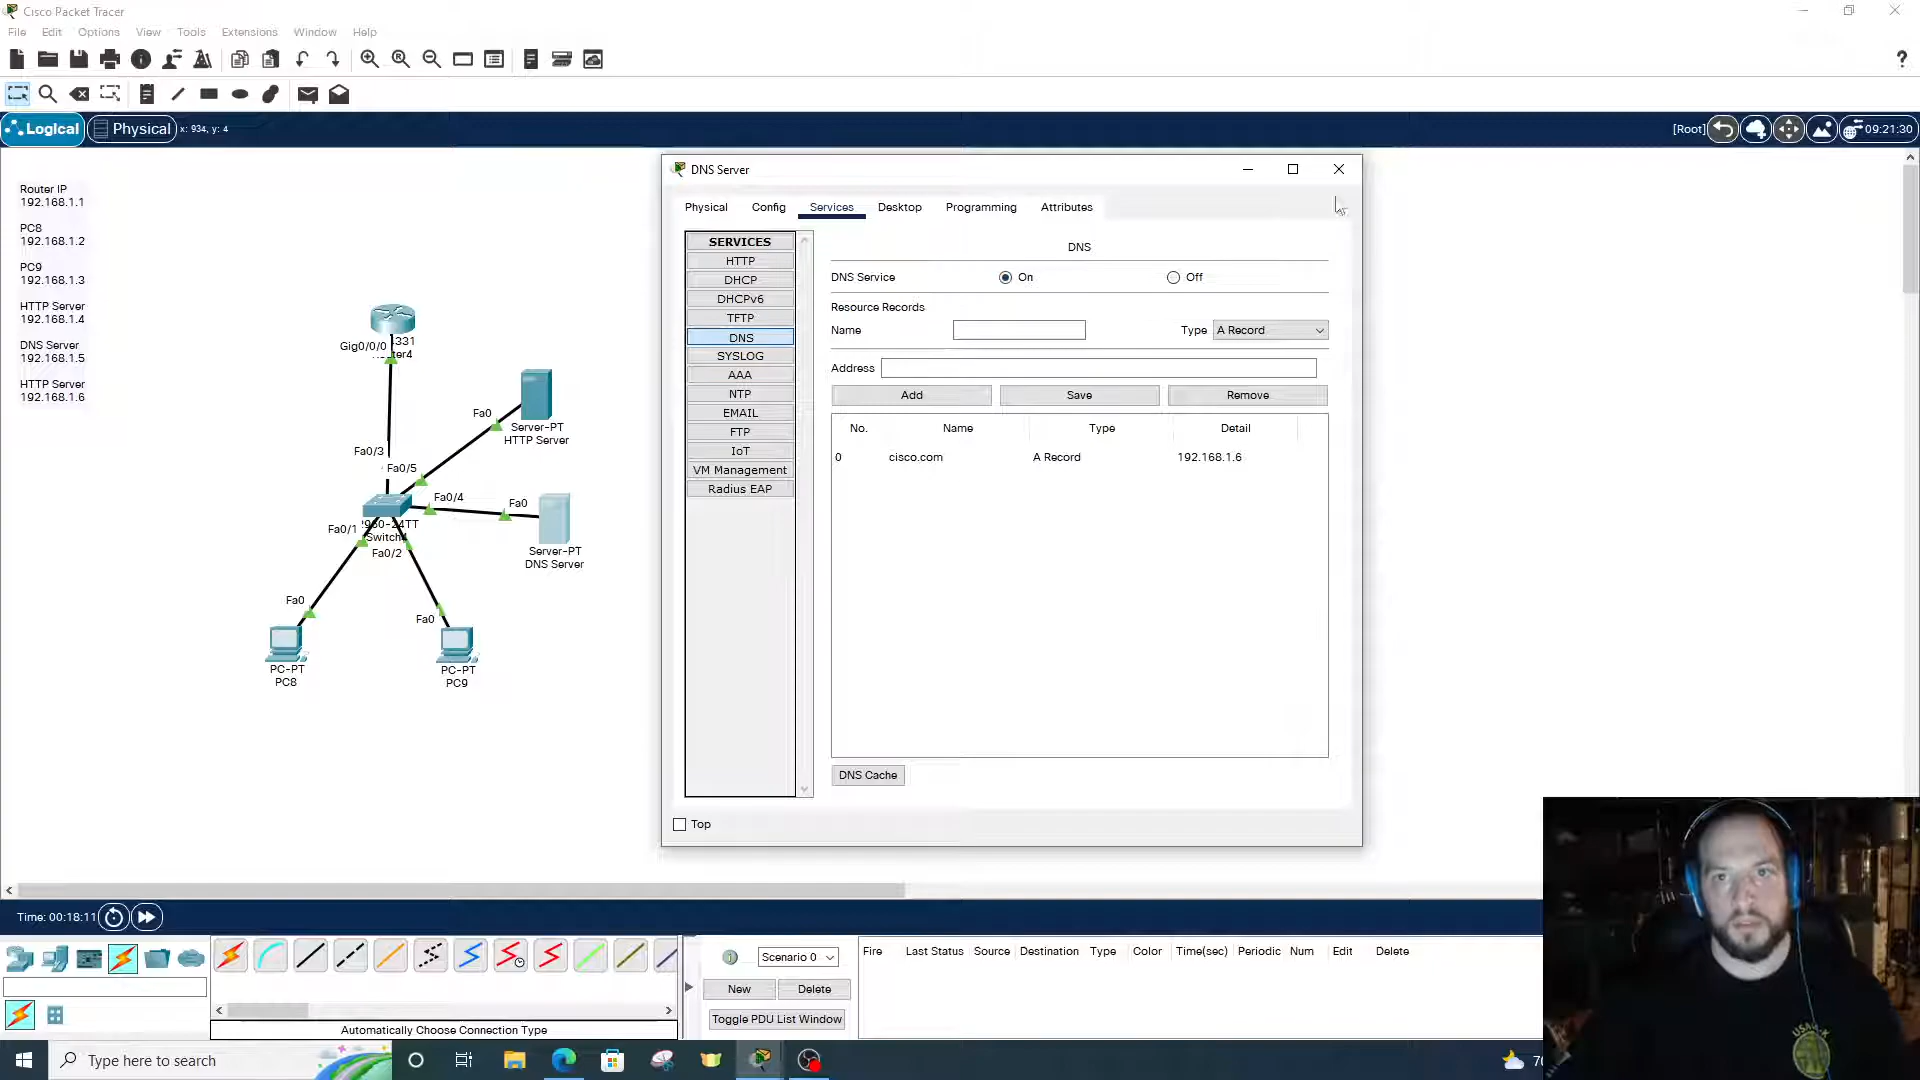 Cisco Packet Tracer
File Edit Options View Tools Extensions Window Help
Logical Physical x: 934, y: 4 [Root] 09:21:30
Router IP
192.168.1.1
PC8
192.168.1.2
PC9
192.168.1.3
HTTP Server
192.168.1.4
DNS Server
192.168.1.5
HTTP Server
192.168.1.6
Gig0/0/0
Fa0/3
Fa0/5
Fa0
Server-PT
HTTP Server
Fa0/4
Fa0
Server-PT
DNS Server
Fa0/1
Switch4
Fa0/2
Fa0
Fa0
PC-PT
PC8
PC-PT
PC9
DNS Server
Physical Config Services Desktop Programming Attributes
SERVICES
HTTP
DHCP
DHCPv6
TFTP
DNS
SYSLOG
AAA
NTP
EMAIL
FTP
IoT
VM Management
Radius EAP
DNS
DNS Service On Off
Resource Records
Name Type A Record
Address
Add Save Remove
No. Name Type Detail
0 cisco.com A Record 192.168.1.6
DNS Cache
Top
Time: 00:18:11
Automatically Choose Connection Type
Scenario 0
New Delete
Toggle PDU List Window
Fire Last Status Source Destination Type Color Time(sec) Periodic Num Edit Delete
Type here to search